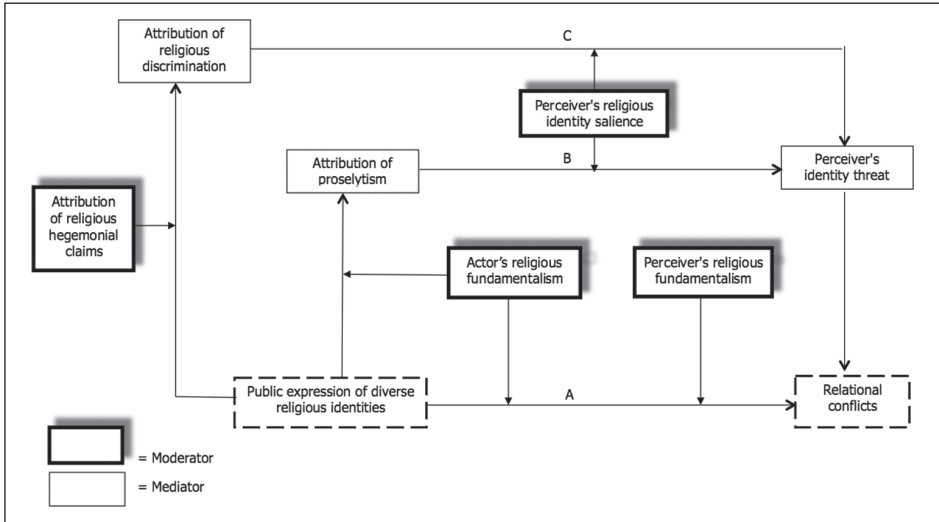 Attribution of
religious
discrimination
C
Perceiver's religious
identity salience
Attribution of
proselytism
B
Perceiver's
identity threat
Attribution
of religious
hegemonial
claims
Actor's religious
fundamentalism
Perceiver's religious
fundamentalism
Public expression of diverse
religious identities
A
Relational
conflicts
= Moderator
= Mediator